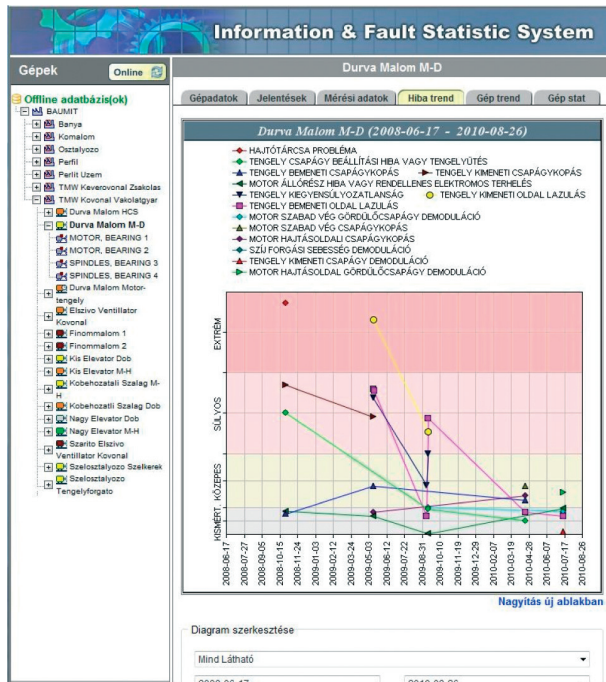 Information & Fault Statistic System
Gépek
Online
Durva Malom M-D
Offline adatbázis(ok)
BAUMIT
Banya
Komalom
Osztalyozo
Perfil
Perlit Uzem
TMW Keverovonal Zsakolas
TMW Kovonal Vakolatgyar
Durva Malom HCS
Durva Malom M-D
MOTOR, BEARING 1
MOTOR, BEARING 2
SPINDLES, BEARING 3
SPINDLES, BEARING 4
Durva Malom Motor-
tengely
Elszivo Ventillator
Kovonal
Finommalom 1
Finommalom 2
Kis Elevator Dob
Kis Elevator M-H
Kobehozatali Szalag M-
H
Kobehozatli Szalag Dob
Nagy Elevator Dob
Nagy Elevator M-H
Szarito Elszivo
Ventillator Kovonal
Szelosztalyozo Szelkerek
Szelosztalyozo
Tengelyforgato
Gépadatok
Jelentések
Mérési adatok
Hiba trend
Gép trend
Gép stat
Durva Malom M-D (2008-06-17 - 2010-08-26)
HAJTÓTÁRCSA PROBLÉMA
TENGELY CSAPÁGY BEÁLLÍTÁSI HIBA VAGY TENGELYÜTÉS
TENGELY BEMENETI CSAPÁGYKOPÁS TENGELY KIMENETI CSAPÁGYKOPÁS
MOTOR ÁLLÓRÉSZ HIBA VAGY RENDELLENES ELEKTROMOS TERHELÉS
TENGELY KIEGYENSÚLYOZATLANSÁG TENGELY KIMENETI OLDAL LAZULÁS
TENGELY BEMENETI OLDAL LAZULÁS
MOTOR SZABAD VÉG GÖRDÜLŐCSAPÁGY DEMODULÁCIÓ
MOTOR SZABAD VÉG CSAPÁGYKOPÁS
MOTOR HAJTÁSOLDALI CSAPÁGYKOPÁS
SZÍJ FORGÁSI SEBESSÉG DEMODULÁCIÓ
TENGELY KIMENETI CSAPÁGY DEMODULÁCIÓ
MOTOR HAJTÁSOLDAL GÖRDÜLŐCSAPÁGY DEMODULÁCIÓ
EXTRÉM
SÚLYOS
KÖZEPES
KISMÉRT.
2008-06-17
2008-07-27
2008-09-05
2008-10-15
2008-11-24
2009-01-03
2009-02-12
2009-03-24
2009-05-03
2009-06-12
2009-07-22
2009-08-31
2009-10-10
2009-11-19
2009-12-29
2010-02-07
2010-03-19
2010-04-28
2010-06-07
2010-07-17
2010-08-26
Nagyítás új ablakban
Diagram szerkesztése
Mind Látható
2008-06-17
2010-08-26